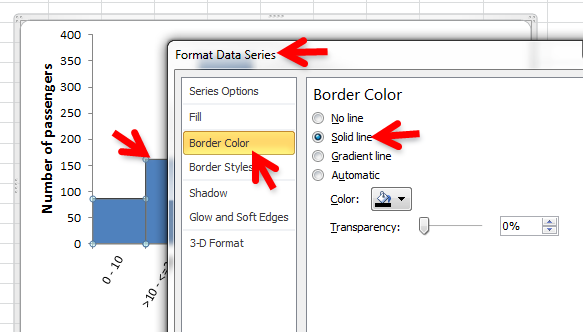 400
350
300
250
200
150
100
50
0
Number of passengers
0 - 10
>10 - <=
Format Data Series
Series Options
Fill
Border Color
Border Styles
Shadow
Glow and Soft Edges
3-D Format
Border Color
No line
Solid line
Gradient line
Automatic
Color:
Transparency:
0%